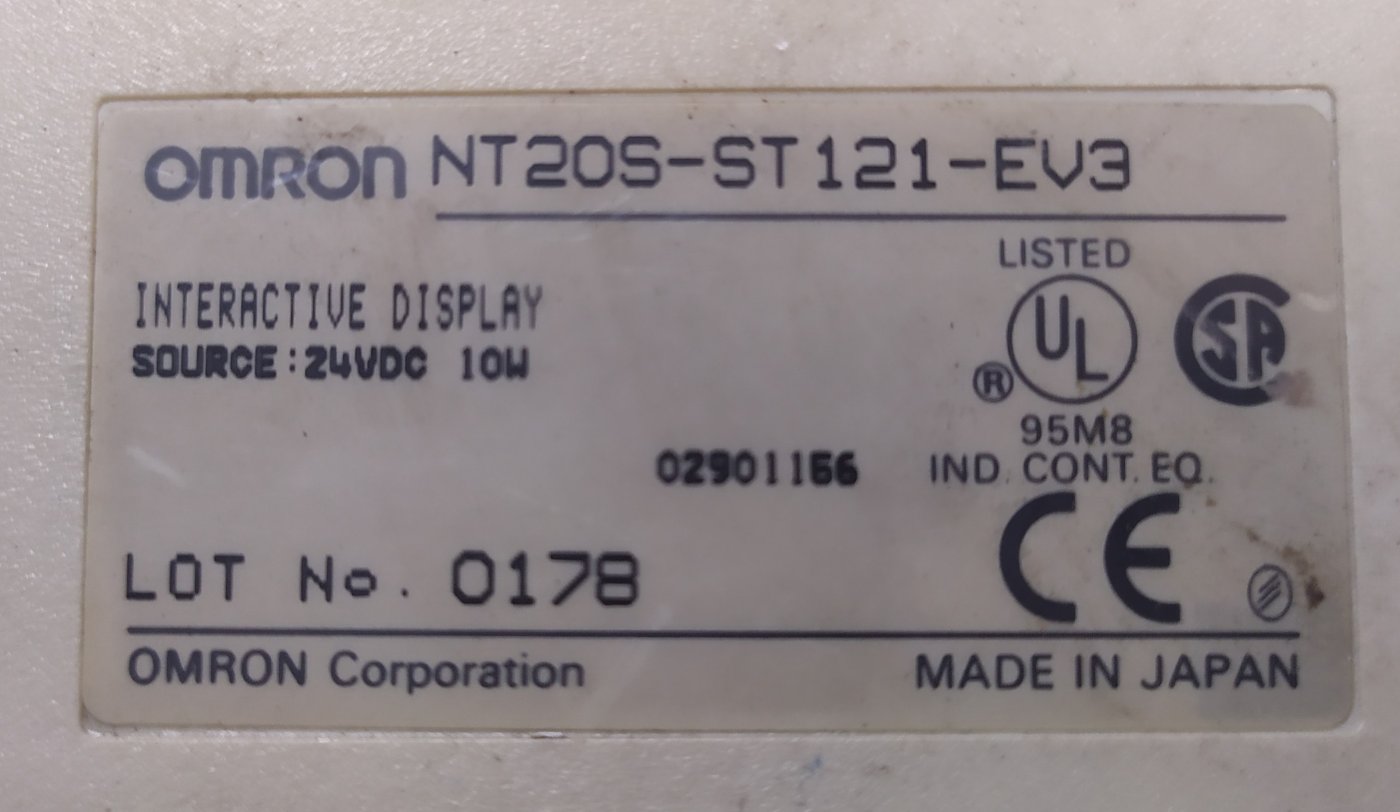 OMRON NT20S-ST121-EV3
INTERACTIVE DISPLAY
SOURCE:24VDC 10W
LISTED
UL
®
SA
95M8
IND. CONT. EQ.
02901166
CE
LOT No. 0178
OMRON Corporation
MADE IN JAPAN